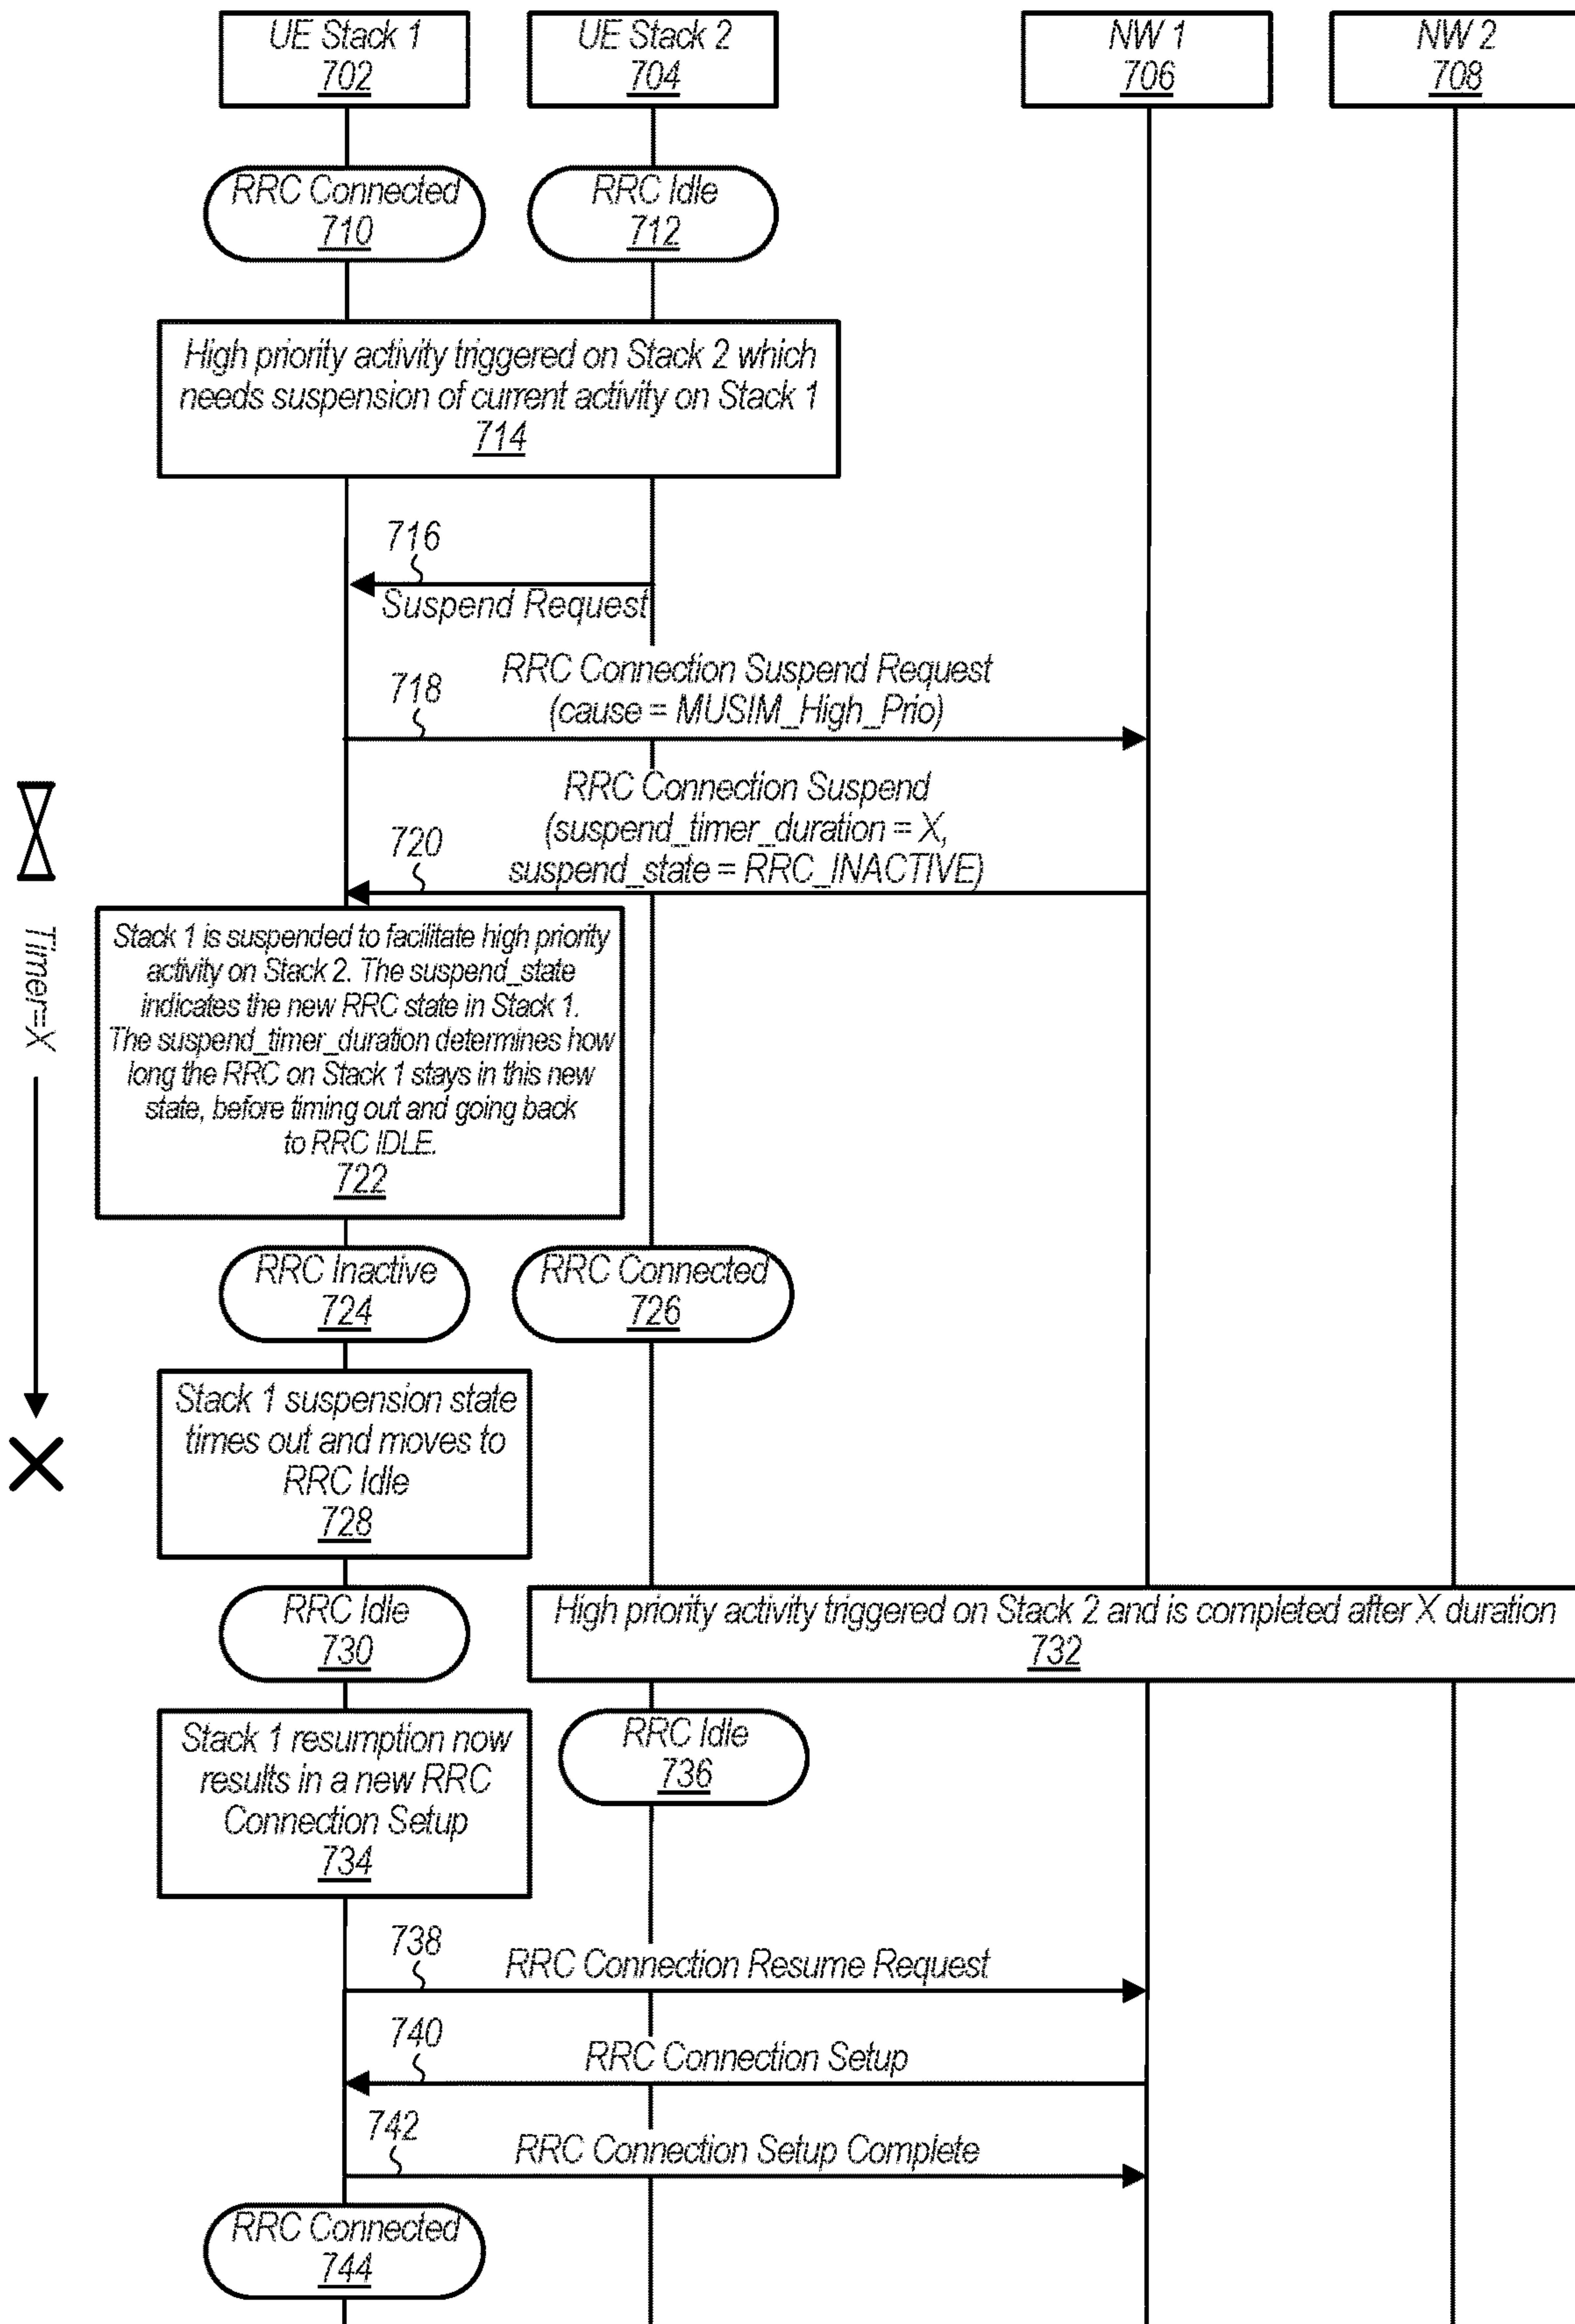 UE Stack 1
702
UE Stack 2
704
NW 1
706
NW 2
708
RRC Connected
710
RRC Idle
712
High priority activity triggered on Stack 2 which
needs suspension of current activity on Stack 1
714
716
Suspend Request
718
RRC Connection Suspend Request
(cause = MUSIM_High_Prio)
720
RRC Connection Suspend
(suspend_timer_duration = X,
suspend_state = RRC_INACTIVE)
Timer=X
Stack 1 is suspended to facilitate high priority
activity on Stack 2. The suspend_state
indicates the new RRC state in Stack 1.
The suspend_timer_duration determines how
long the RRC on Stack 1 stays in this new
state, before timing out and going back
to RRC IDLE.
722
RRC Inactive
724
RRC Connected
726
Stack 1 suspension state
times out and moves to
RRC Idle
728
RRC Idle
730
High priority activity triggered on Stack 2 and is completed after X duration
732
Stack 1 resumption now
results in a new RRC
Connection Setup
734
RRC Idle
736
738
RRC Connection Resume Request
740
RRC Connection Setup
742
RRC Connection Setup Complete
RRC Connected
744